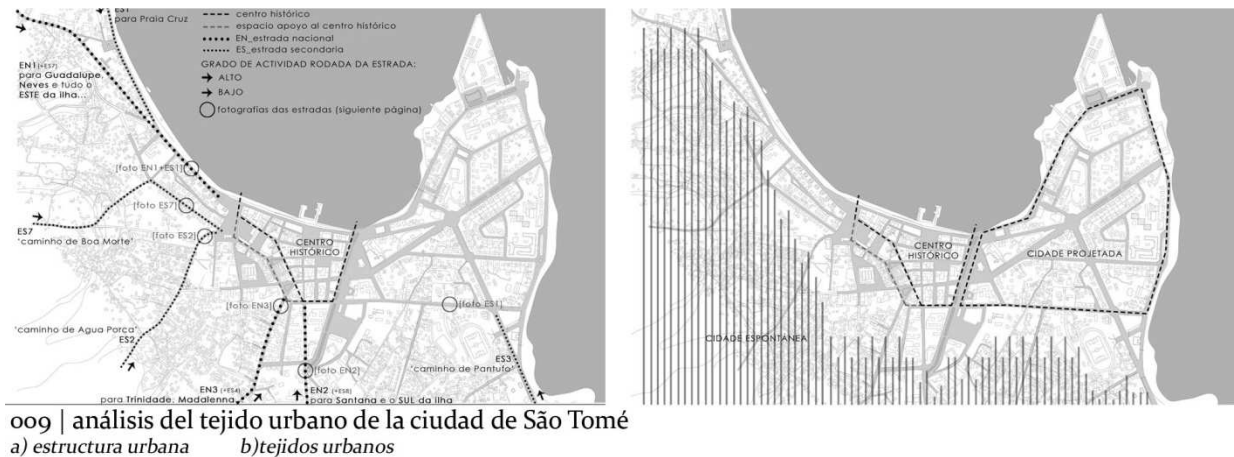 ES1
para Praia Cruz
centro histórico
espacio apoyo al centro histórico
EN_estrada nacional
ES_estrada secondaria
GRADO DE ACTIVIDAD RODADA DA ESTRADA:
ALTO
BAJO
fotografías das estradas (siguiente página)
EN1(+ES7)
para Guadalupe,
Neves e tudo o
ESTE da ilha...
[foto EN1+ES1]
[foto ES7]
[foto ES2]
ES7
"caminho de Boa Morte"
CENTRO
HISTÓRICO
[foto EN3]
[foto ES1]
"caminho de Agua Porca"
ES2
ES3
"caminho de Pantufo"
[foto EN2]
EN3 (+ES4)
para Trinidade, Madalenna
EN2 (+ES8)
para Santana e o SUL da ilha
CENTRO
HISTÓRICO
CIDADE PROJETADA
CIDADE ESPONTANEA
009 | análisis del tejido urbano de la ciudad de São Tomé
a) estructura urbana b)tejidos urbanos